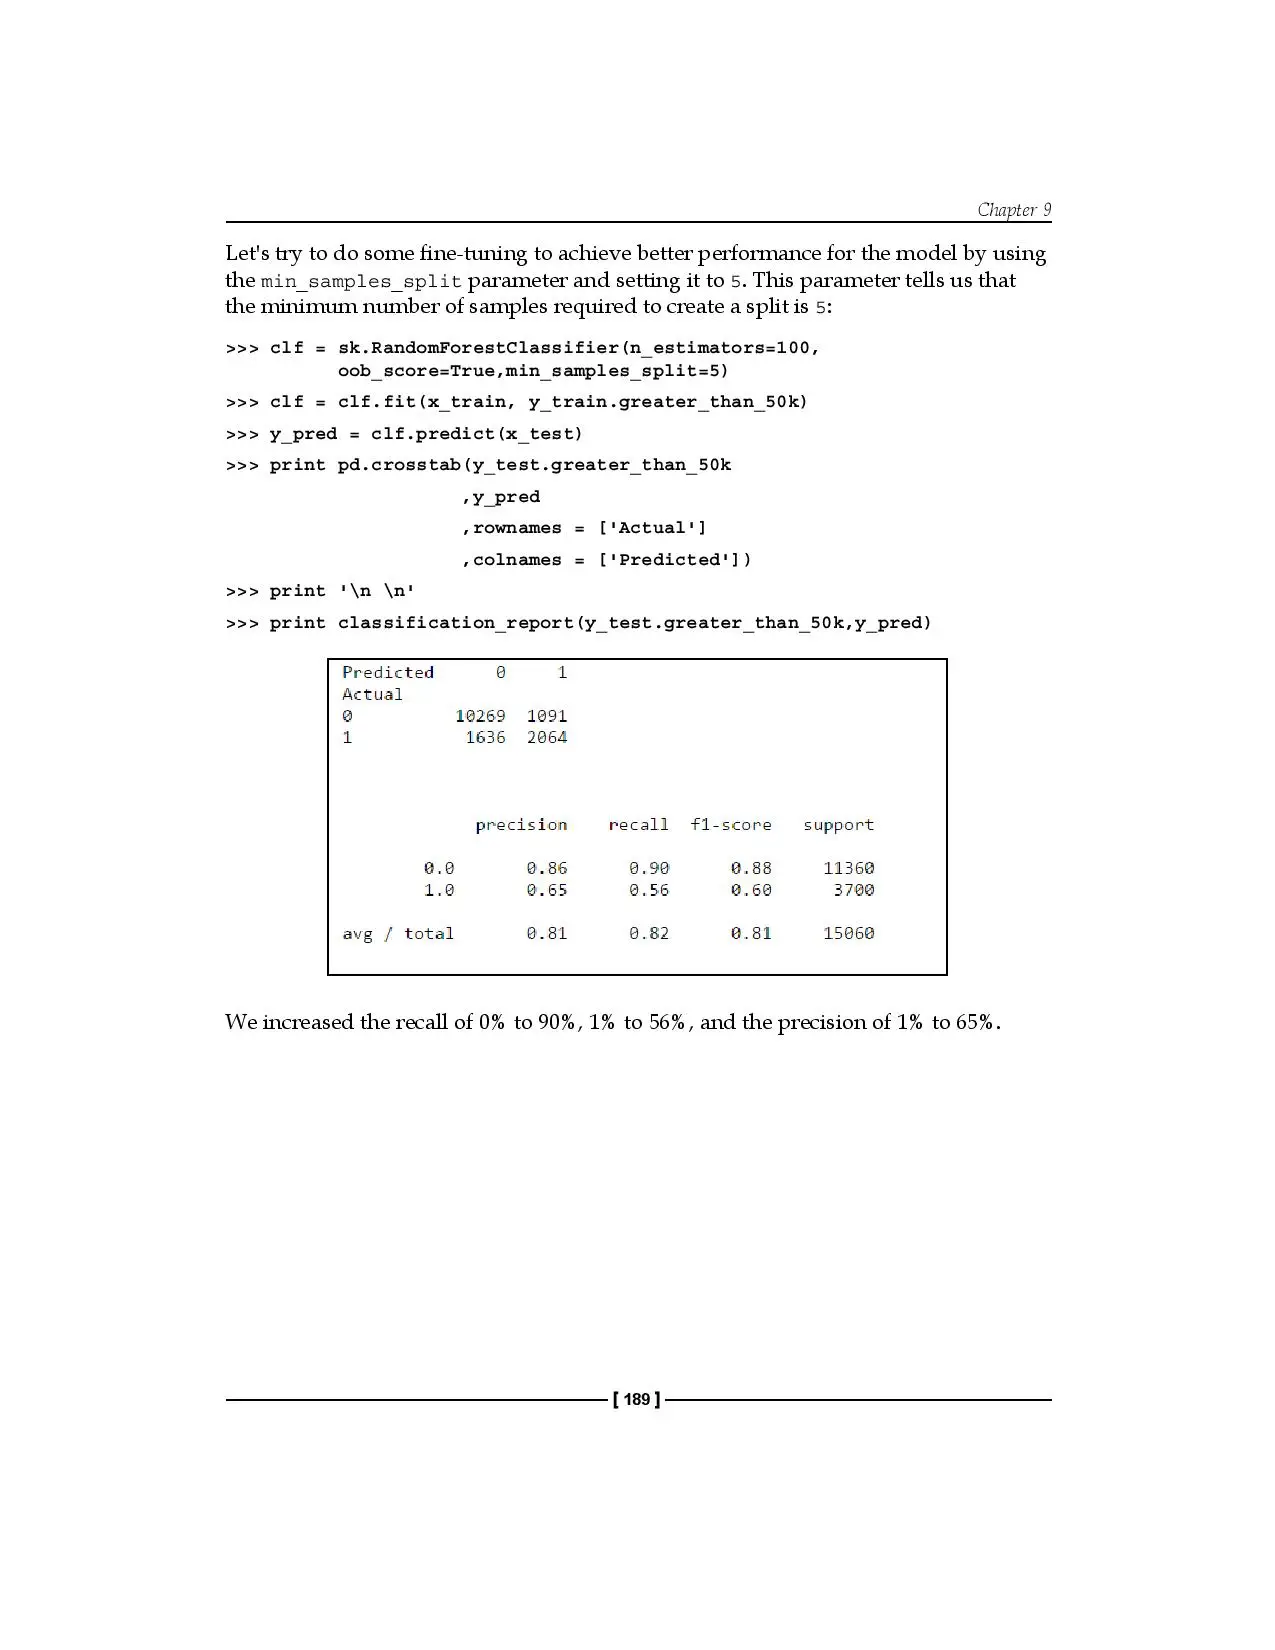 Chapter 9
Let's try to do some fine-tuning to achieve better performance for the model by using
the min_samples_split parameter and setting it to 5. This parameter tells us that
the minimum number of samples required to create a split is 5:
>>> clf = sk.RandomForestClassifier(n_estimators=100,
oob_score=True,min_samples_split=5)
>>> clf = clf.fit(x_train, y_train.greater_than_50k)
>>> y_pred = clf.predict(x_test)
>>> print pd.crosstab(y_test.greater_than_50k
,y_pred
,rownames = ['Actual']
,colnames = ['Predicted'])
>>> print '\n \n'
>>> print classification_report(y_test.greater_than_50k,y_pred)
Predicted 0 1
Actual
0 10269 1091
1 1636 2064
precision recall f1-score support
0.0 0.86 0.90 0.88 11360
1.0 0.65 0.56 0.60 3700
avg / total 0.81 0.82 0.81 15060
We increased the recall of 0% to 90%, 1% to 56%, and the precision of 1% to 65%.
[ 189 ]